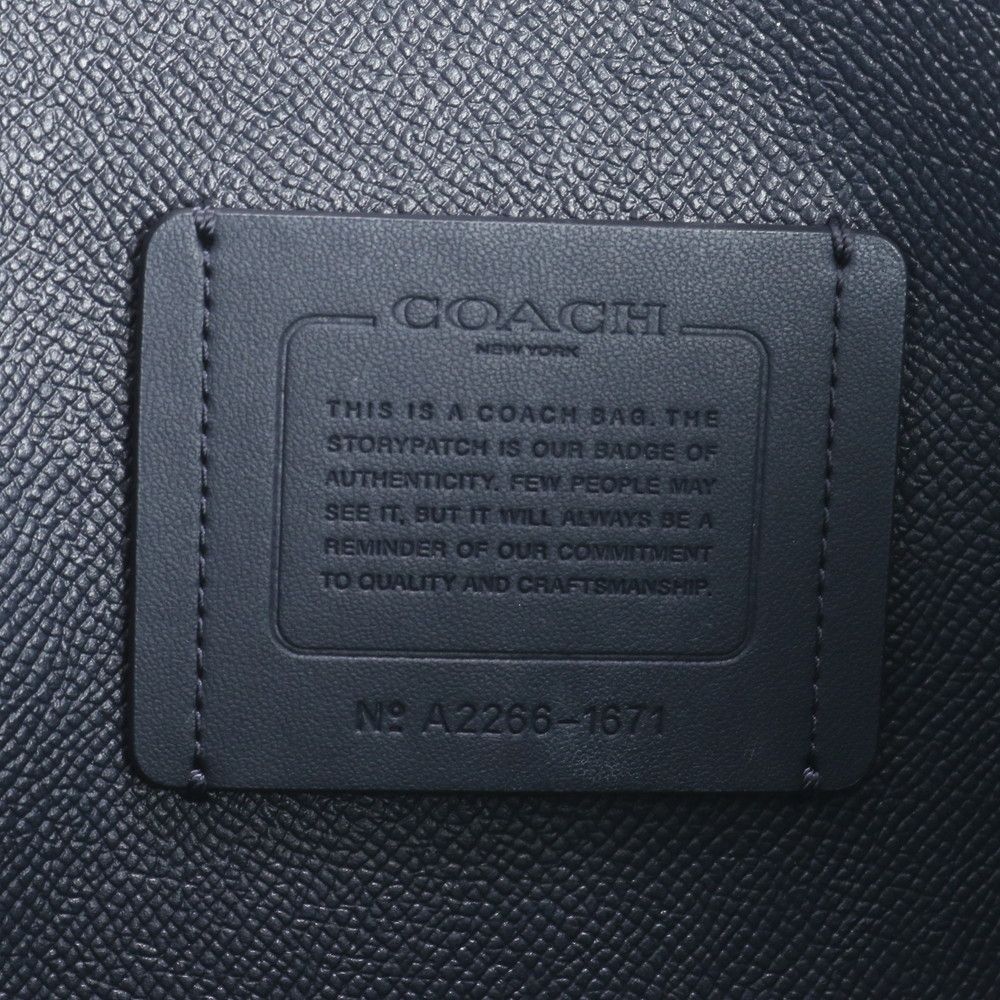 COACH
NEW YORK
THIS IS A COACH BAG. THE
STORYPATCH IS OUR BADGE OF
AUTHENTICITY. FEW PEOPLE MAY
SEE IT, BUT IT WILL ALWAYS BE A
REMINDER OF OUR COMMITMENT
TO QUALITY AND CRAFTSMANSHIP.
Nº A2266-1671